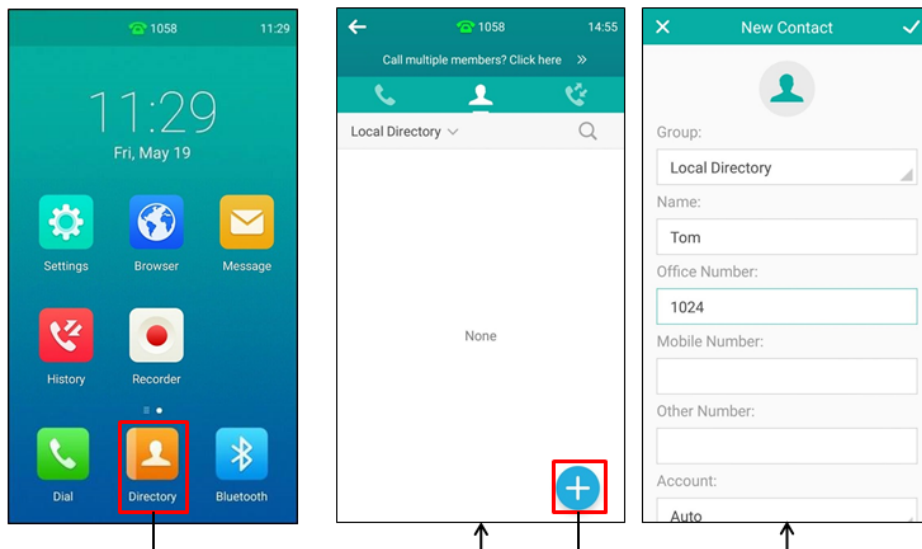 1058 11:29
11:29
Fri, May 19
Settings Browser Message
History Recorder
Dial Directory Bluetooth
1058 14:55
Call multiple members? Click here »
Local Directory
None
New Contact
Group:
Local Directory
Name:
Tom
Office Number:
1024
Mobile Number:
Other Number:
Account:
Auto